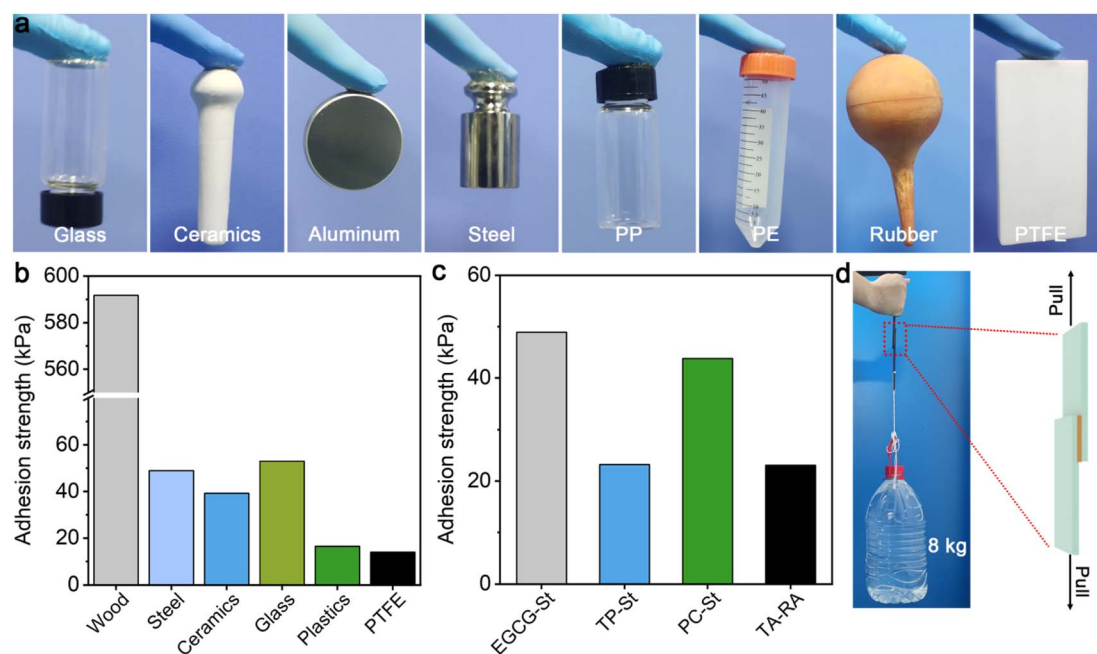 a
Glass
Ceramics
Aluminum
Steel
PP
PE
Rubber
PTFE
b
Adhesion strength (kPa)
600
590
580
560
60
40
20
10
0
Wood
Steel
Ceramics
Glass
Plastics
PTFE
c
Adhesion strength (kPa)
60
40
20
0
EGCG-St
TP-St
PC-St
TA-RA
d
8 kg
Pull
Pull